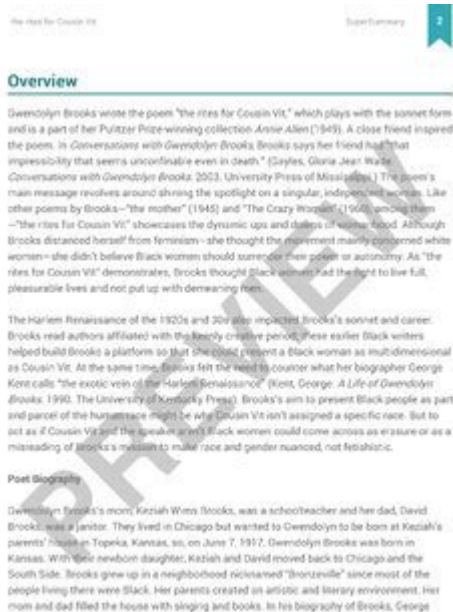 the rites for Cousin Vit
SuperSummary
2
Overview
Gwendolyn Brooks wrote the poem "the rites for Cousin Vit," which plays with the sonnet form
and is a part of her Pulitzer Prize-winning collection Annie Allen (1949). A close friend inspired
the poem. In Conversations with Gwendolyn Brooks, Brooks says her friend had "that
impressibility that seems unconfinable even in death." (Gayles, Gloria Jean Wade.
Conversations with Gwendolyn Brooks. 2003. University Press of Mississippi.) The poem's
main message revolves around shining the spotlight on a singular, independent woman. Like
other poems by Brooks—"the mother" (1945) and "The Crazy Woman" (1960), among them
—"the rites for Cousin Vit" showcases the dynamic ups and downs of womanhood. Although
Brooks distanced herself from feminism—she thought the movement mainly concerned white
women—she didn't believe Black women should surrender their power or autonomy. As "the
rites for Cousin Vit" demonstrates, Brooks thought Black women had the right to live full,
pleasurable lives and not put up with demeaning men.
The Harlem Renaissance of the 1920s and 30s also impacted Brooks's sonnet and career.
Brooks read authors affiliated with the keenly creative period; these earlier Black writers
helped build Brooks a platform so that she could present a Black woman as multidimensional
as Cousin Vit. At the same time, Brooks felt the need to counter what her biographer George
Kent calls "the exotic vein of the Harlem Renaissance" (Kent, George. A Life of Gwendolyn
Brooks. 1990. The University of Kentucky Press). Brooks's aim to present Black people as part
and parcel of the human race might be why Cousin Vit isn't assigned a specific race. But to
act as if Cousin Vit and the speaker aren't Black women could come across as erasure or as a
misreading of Brooks's mission to make race and gender nuanced, not fetishistic.
Poet Biography
Gwendolyn Brooks's mom, Keziah Wims Brooks, was a schoolteacher and her dad, David
Brooks, was a janitor. They lived in Chicago but wanted to Gwendolyn to be born at Keziah's
parents' house in Topeka, Kansas, so, on June 7, 1917, Gwendolyn Brooks was born in
Kansas. With their newborn daughter, Keziah and David moved back to Chicago and the
South Side. Brooks grew up in a neighborhood nicknamed "Bronzeville" since most of the
people living there were Black. Her parents created an artistic and literary environment. Her
mom and dad filled the house with singing and books. In his biography of Brooks, George
PREVIEW